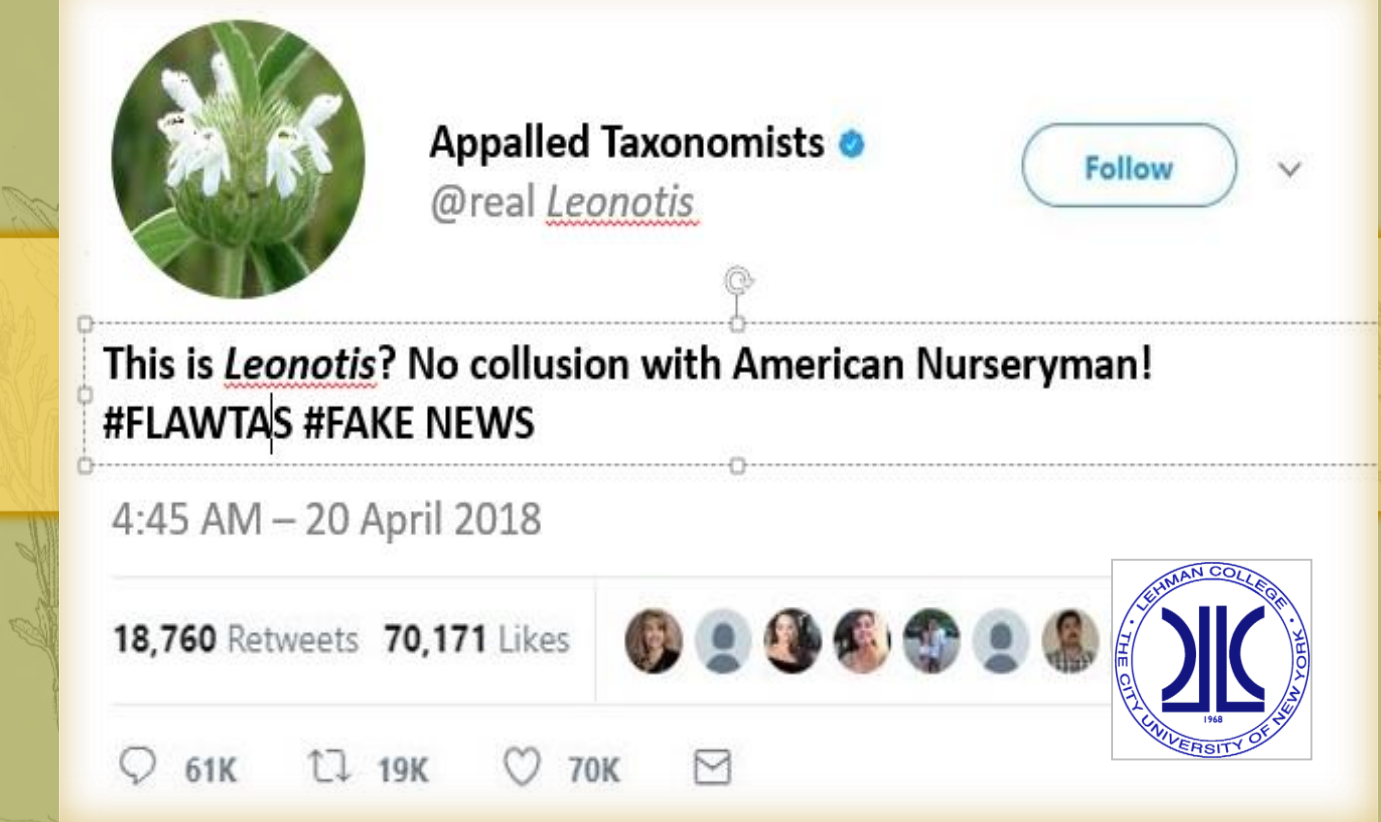 Appalled Taxonomists
@real Leonotis
Follow
This is Leonotis? No collusion with American Nurseryman!
#FLAWTAS #FAKE NEWS
4:45 AM – 20 April 2018
18,760 Retweets 70,171 Likes
61K 19K 70K
LEHMAN COLLEGE • THE CITY UNIVERSITY OF NEW YORK •
1968